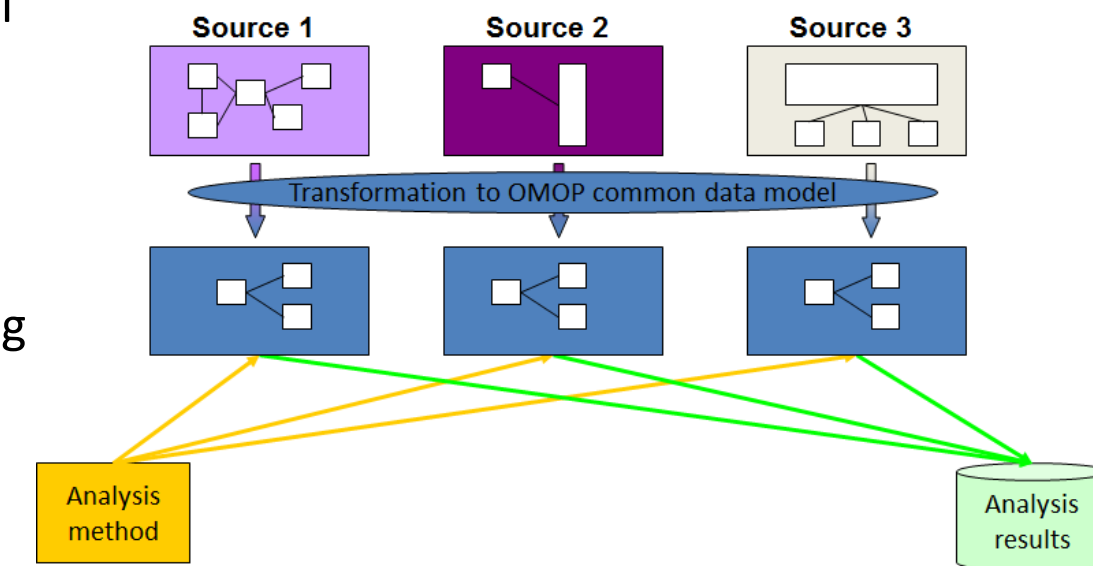 Source 1
Source 2
Source 3
Transformation to OMOP common data model
g
Analysis
method
Analysis
results